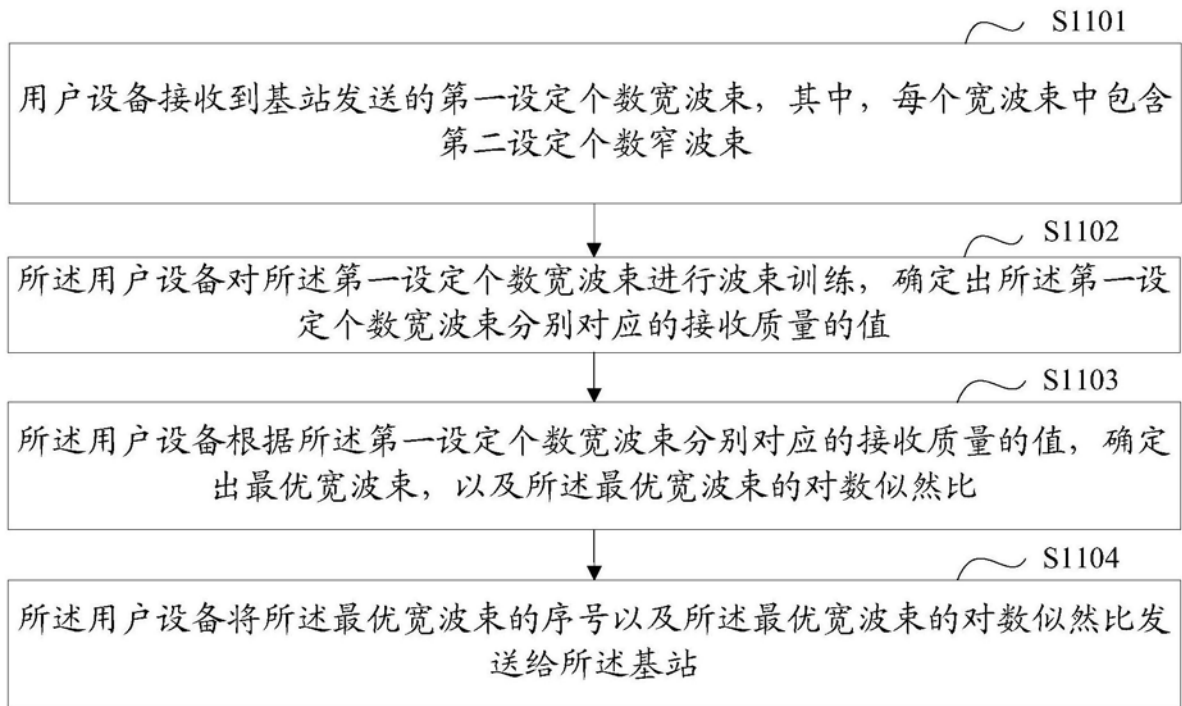 S1101
用户设备接收到基站发送的第一设定个数宽波束，其中，每个宽波束中包含
第二设定个数窄波束
S1102
所述用户设备对所述第一设定个数宽波束进行波束训练，确定出所述第一设
定个数宽波束分别对应的接收质量的值
S1103
所述用户设备根据所述第一设定个数宽波束分别对应的接收质量的值，确定
出最优宽波束，以及所述最优宽波束的对数似然比
S1104
所述用户设备将所述最优宽波束的序号以及所述最优宽波束的对数似然比发
送给所述基站